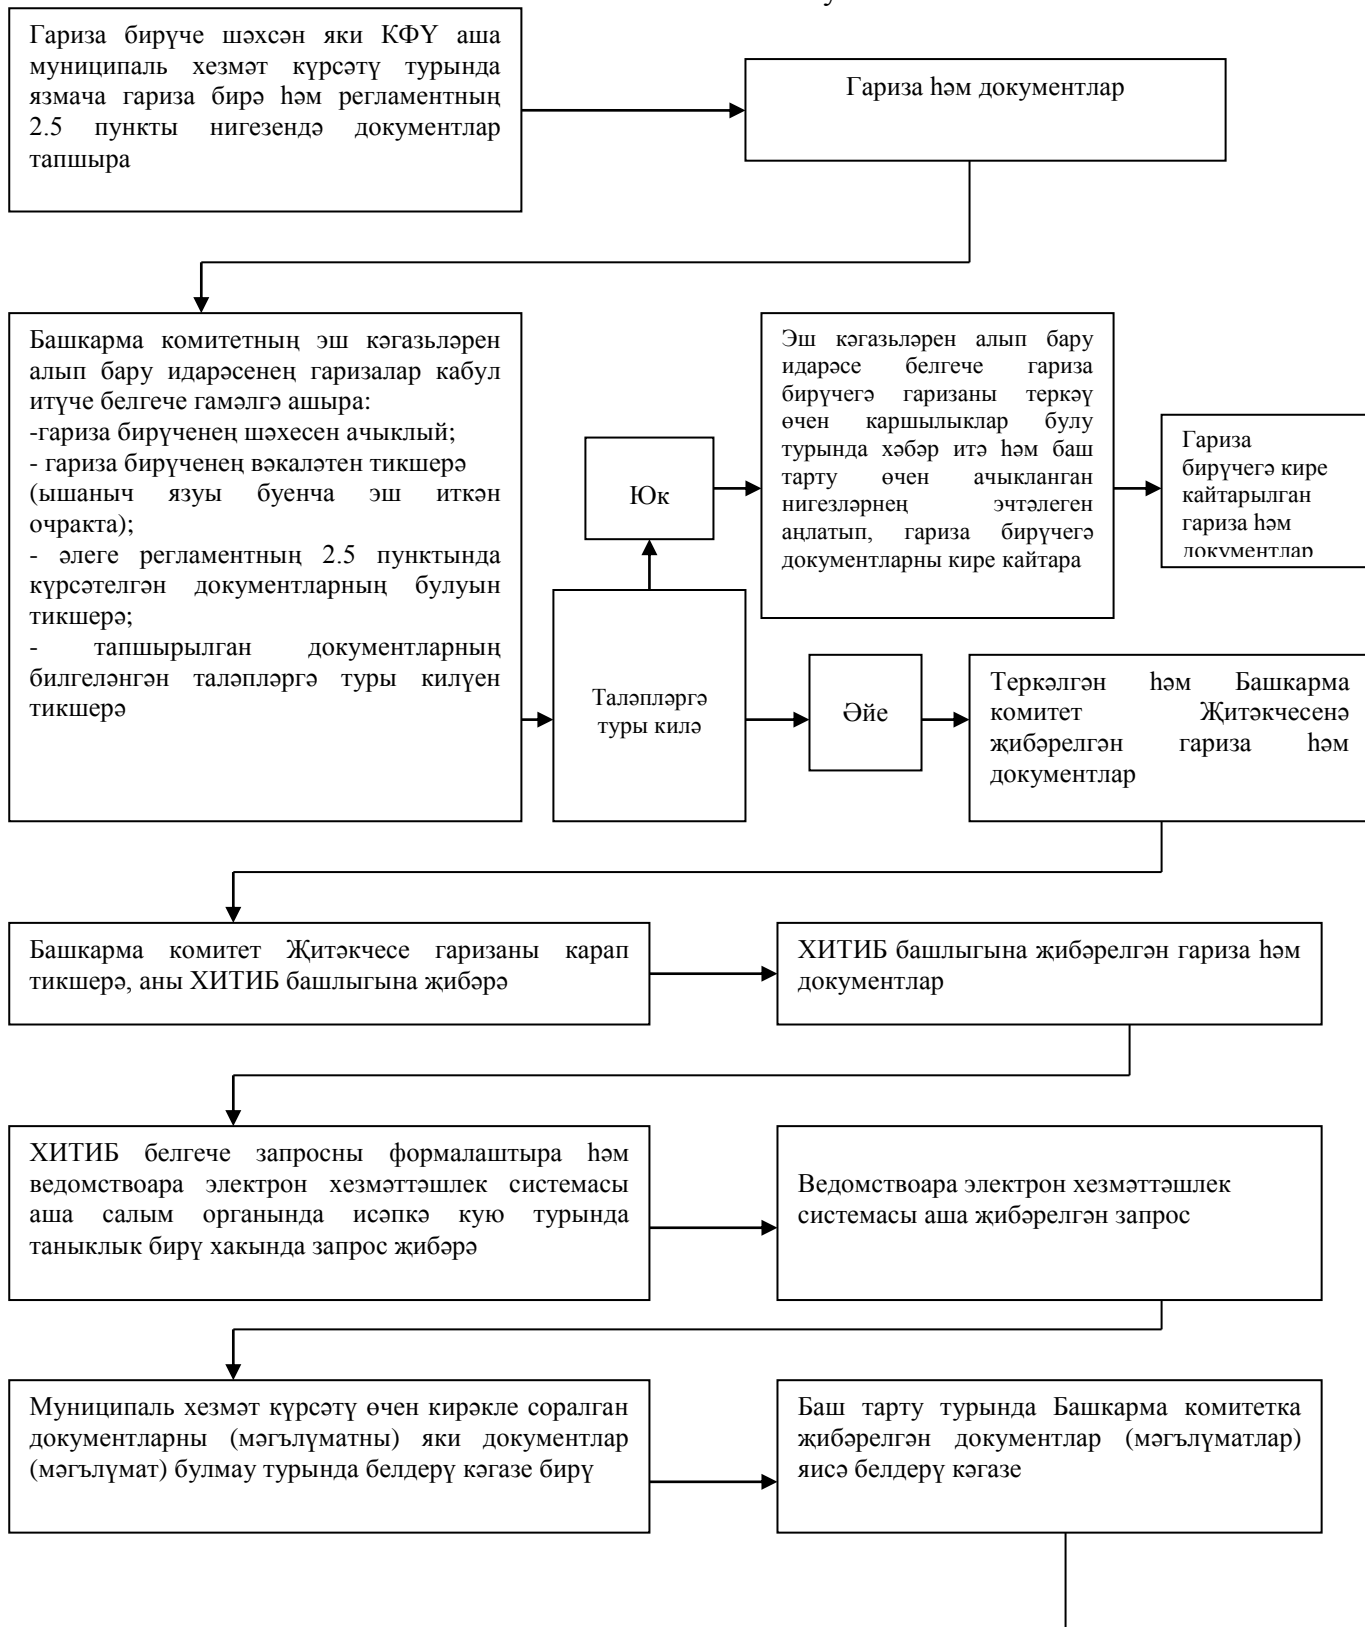 Гариза бирүче шәхсән яки КФҮ аша
муниципаль хезмәт күрсәтү турында
язмача гариза бирә һәм регламентның
2.5 пункты нигезендә документлар
тапшыра
Гариза һәм документлар
Башкарма комитетның эш кәгазьләрен
алып бару идарәсенең гаризалар кабул
итүче белгече гамәлгә ашыра:
-гариза бирүченең шәхесен ачыклый;
- гариза бирүченең вәкаләтен тикшерә
(ышаныч язуы буенча эш иткән
очракта);
- әлеге регламентның 2.5 пунктында
күрсәтелгән документларның булуын
тикшерә;
- тапшырылган документларның
билгеләнгән таләпләргә туры килүен
тикшерә
Таләпләргә
туры килә
Юк
Эш кәгазьләрен алып бару
идарәсе белгече гариза
бирүчегә гаризаны теркәү
өчен каршылыклар булу
турында хәбәр итә һәм баш
тарту өчен ачыкланган
нигезләрнең эчтәлеген
аңлатып, гариза бирүчегә
документларны кире кайтара
Гариза
бирүчегә кире
кайтарылган
гариза һәм
документлар
Әйе
Теркәлгән һәм Башкарма
комитет Җитәкчесенә
җибәрелгән гариза һәм
документлар
Башкарма комитет Җитәкчесе гаризаны карап
тикшерә, аны ХИТИБ башлыгына җибәрә
ХИТИБ башлыгына җибәрелгән гариза һәм
документлар
ХИТИБ белгече запросны формалаштыра һәм
ведомствоара электрон хезмәттәшлек системасы
аша салым органында исәпкә кую турында
таныклык бирү хакында запрос җибәрә
Ведомствоара электрон хезмәттәшлек
системасы аша җибәрелгән запрос
Муниципаль хезмәт күрсәтү өчен кирәкле соралган
документларны (мәгълүматны) яки документлар
(мәгълүмат) булмау турында белдерү кәгазе бирү
Баш тарту турында Башкарма комитетка
җибәрелгән документлар (мәгълүматлар)
яисә белдерү кәгазе